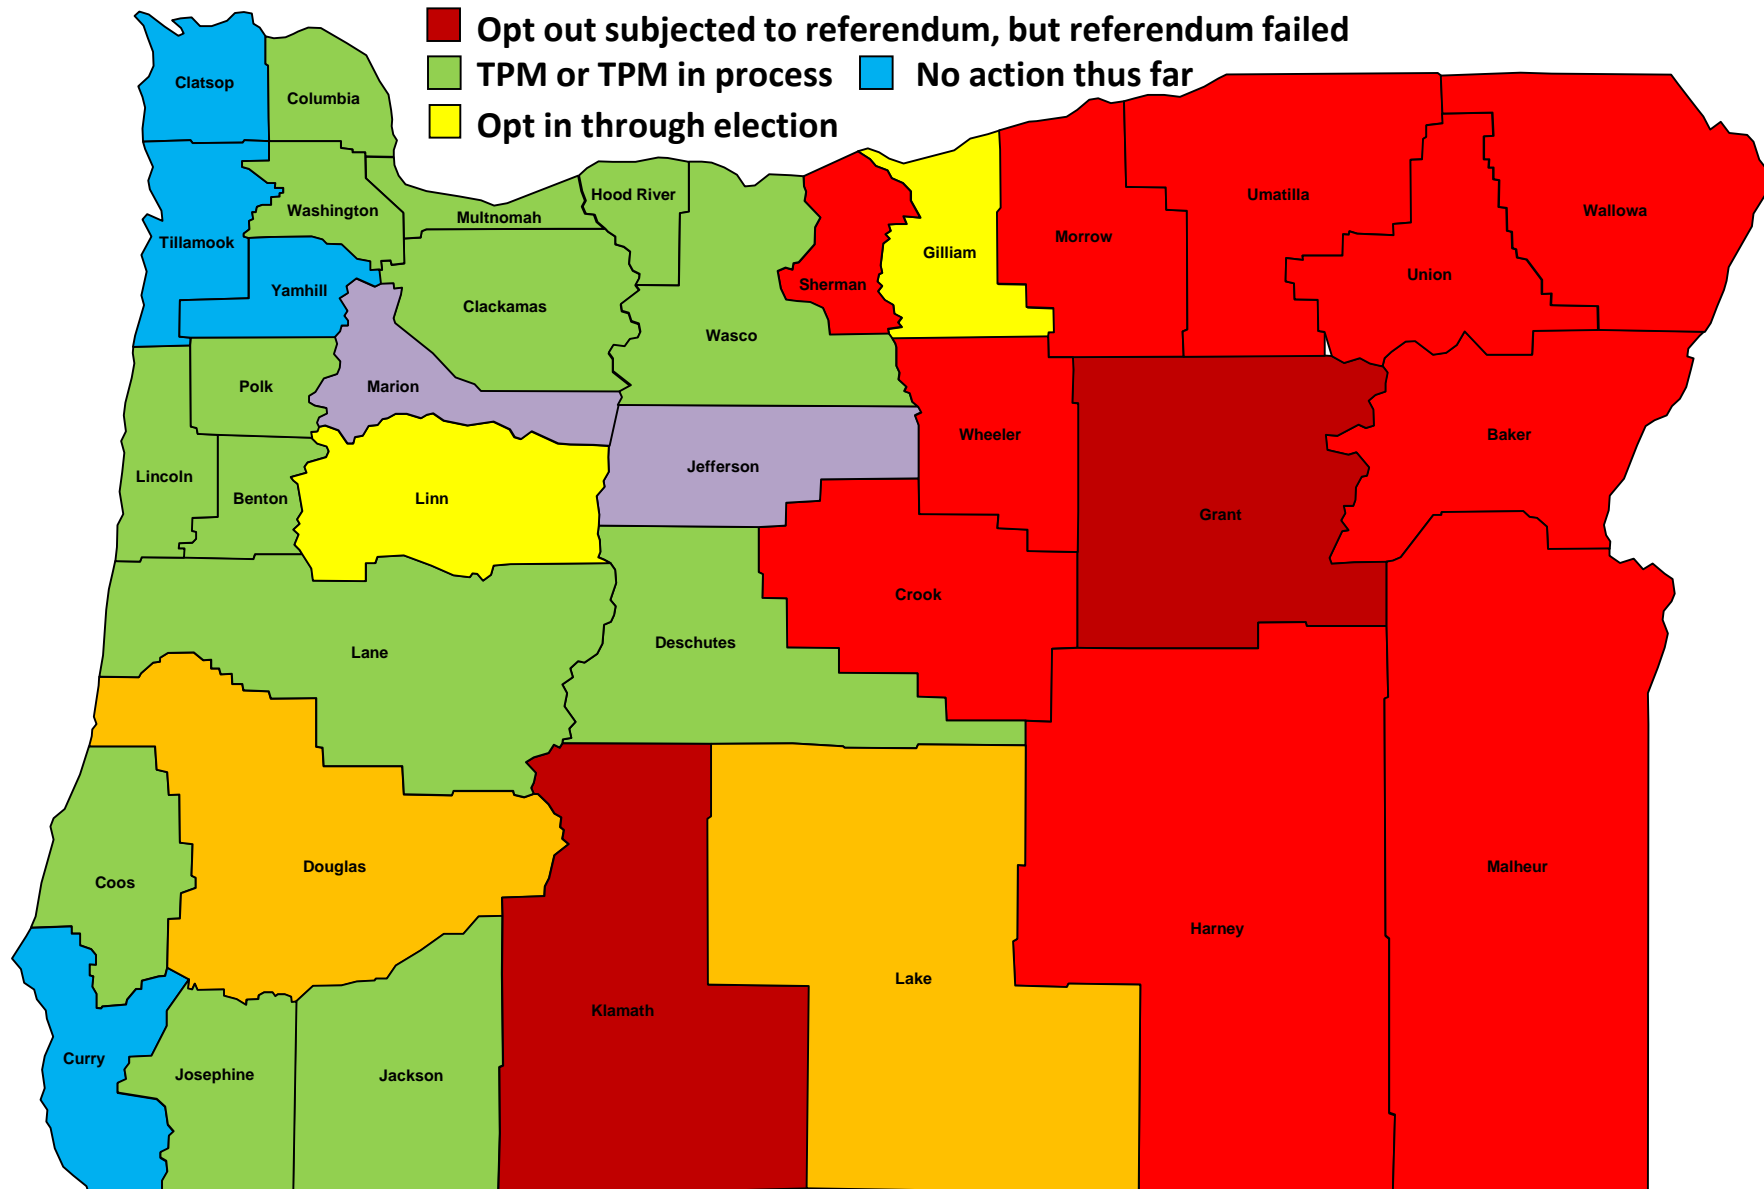 Opt out subjected to referendum, but referendum failed
TPM or TPM in process
No action thus far
Opt in through election
Clatsop
Columbia
Tillamook
Washington
Multnomah
Hood River
Yamhill
Clackamas
Wasco
Sherman
Gilliam
Morrow
Umatilla
Union
Wallowa
Polk
Marion
Lincoln
Benton
Linn
Jefferson
Wheeler
Grant
Baker
Lane
Deschutes
Crook
Coos
Douglas
Klamath
Lake
Harney
Malheur
Curry
Josephine
Jackson